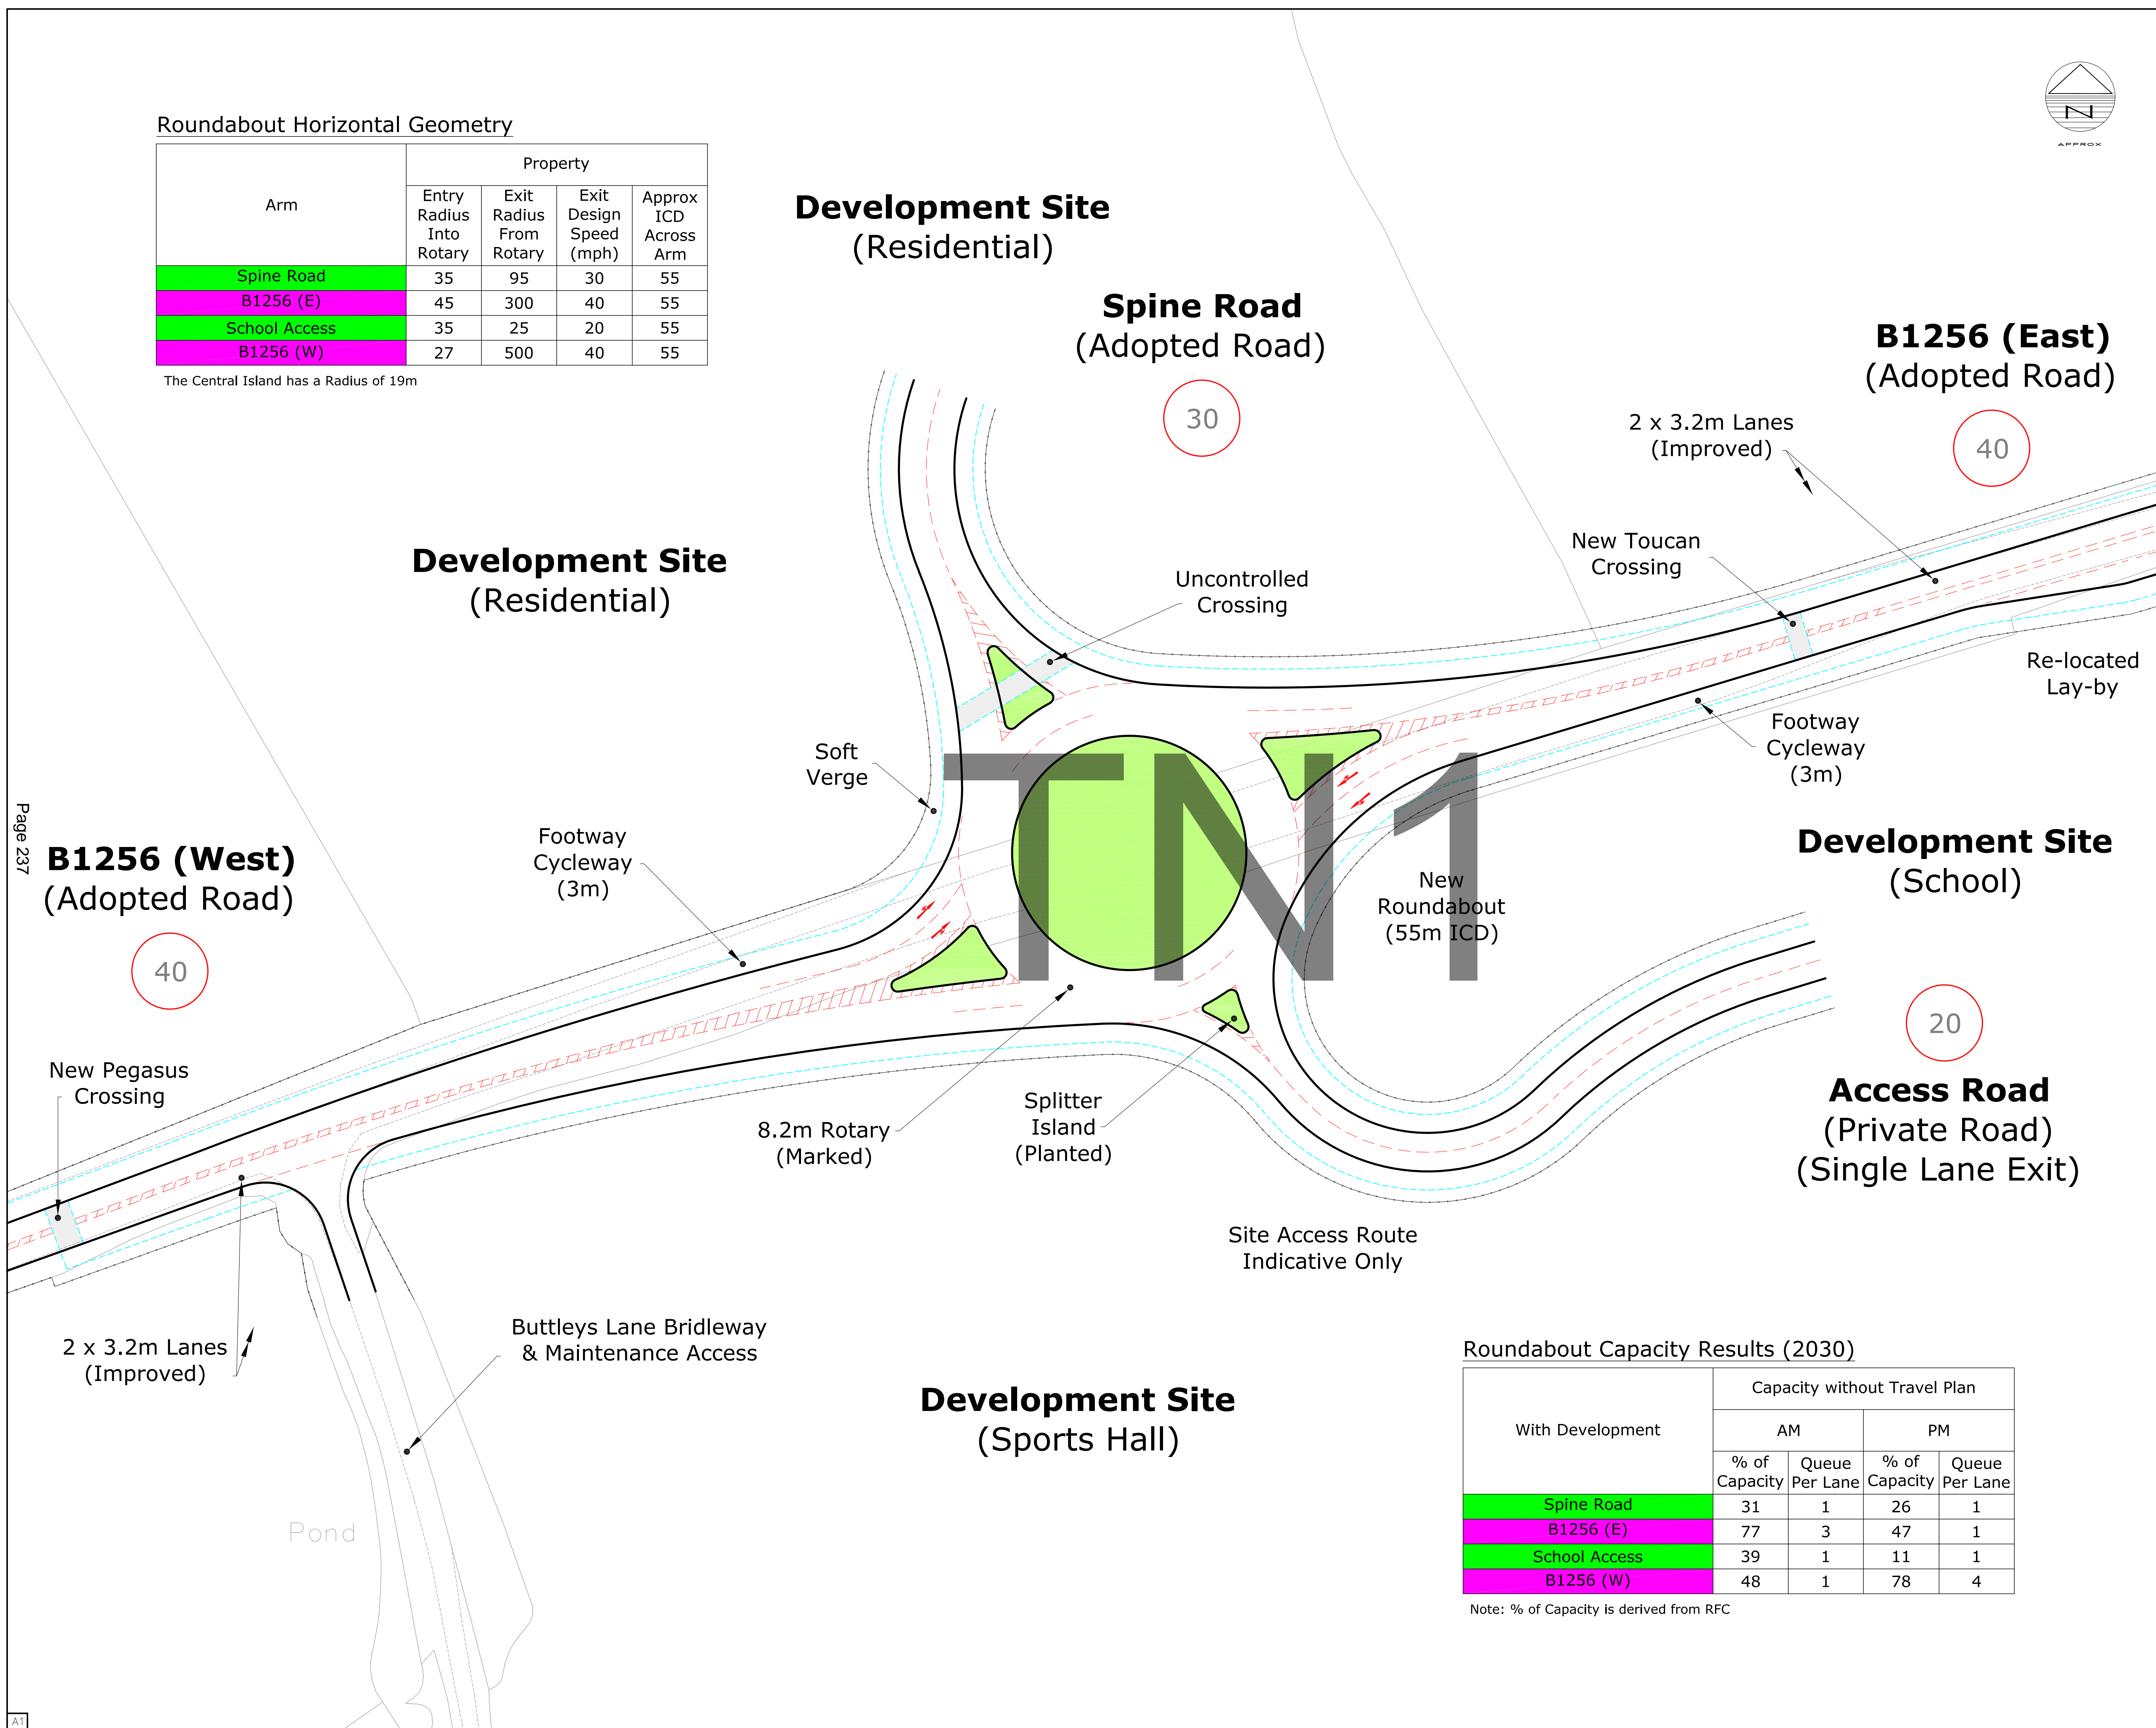 N
APPROX
Roundabout Horizontal Geometry
Arm
Property
Entry Radius Into Rotary
Exit Radius From Rotary
Exit Design Speed (mph)
Approx ICD Across Arm
Spine Road 35 95 30 55
B1256 (E) 45 300 40 55
School Access 35 25 20 55
B1256 (W) 27 500 40 55
The Central Island has a Radius of 19m
Development Site
(Residential)
Spine Road
(Adopted Road)
30
B1256 (East)
(Adopted Road)
40
2 x 3.2m Lanes
(Improved)
New Toucan
Crossing
Development Site
(Residential)
Uncontrolled
Crossing
Re-located
Lay-by
Footway
Cycleway
(3m)
Soft
Verge
TN1
Page 237
B1256 (West)
(Adopted Road)
40
Footway
Cycleway
(3m)
New
Roundabout
(55m ICD)
Development Site
(School)
20
Access Road
(Private Road)
(Single Lane Exit)
New Pegasus
Crossing
8.2m Rotary
(Marked)
Splitter
Island
(Planted)
Site Access Route
Indicative Only
2 x 3.2m Lanes
(Improved)
Buttleys Lane Bridleway
& Maintenance Access
Development Site
(Sports Hall)
Pond
Roundabout Capacity Results (2030)
With Development
Capacity without Travel Plan
AM PM
% of Capacity
Queue Per Lane
% of Capacity
Queue Per Lane
Spine Road 31 1 26 1
B1256 (E) 77 3 47 1
School Access 39 1 11 1
B1256 (W) 48 1 78 4
Note: % of Capacity is derived from RFC
A1